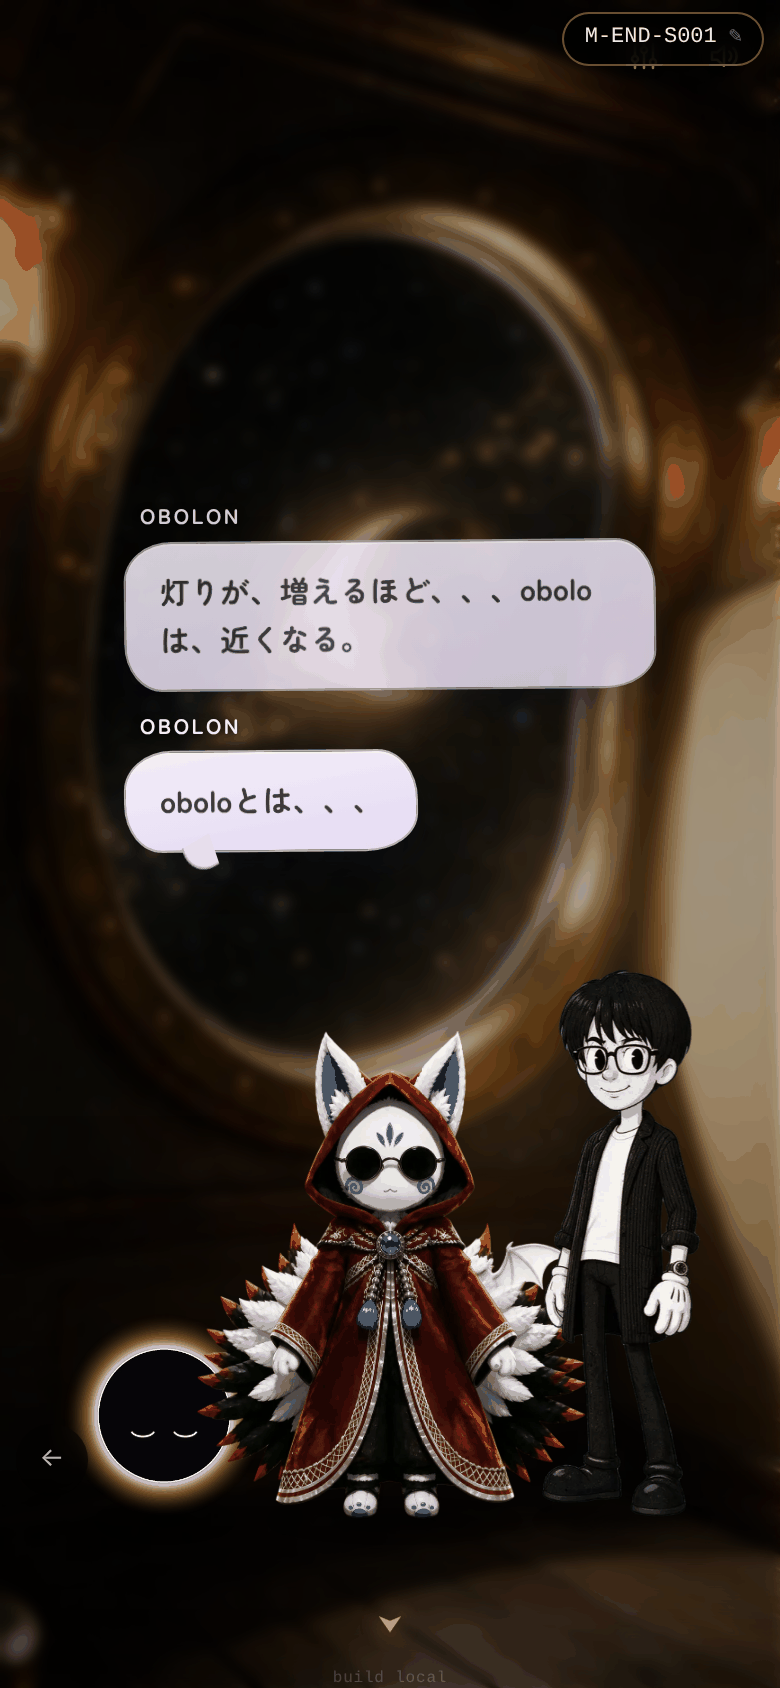 M-END-S001 ✎
OBOLON
灯りが、増えるほど、、、obolo
は、近くなる。
OBOLON
oboloとは、、、
build local